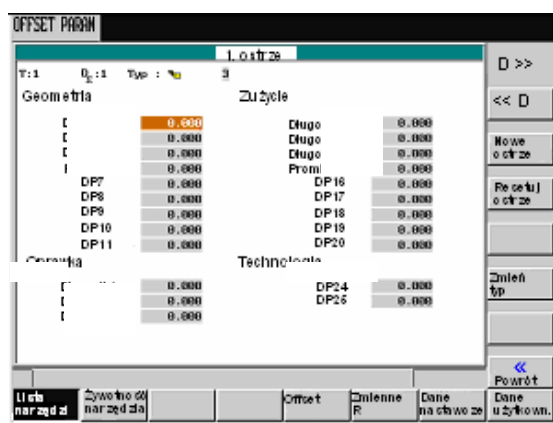 OFFSET PARAM
1. ostrze
T:1 D:1 Typ : 3
Geometria Zużycie
0.000 Długo 0.000
0.000 Długo 0.000
0.000 Długo 0.000
0.000 Promi 0.000
DP7 0.000 DP16 0.000
DP8 0.000 DP17 0.000
DP9 0.000 DP18 0.000
DP10 0.000 DP19 0.000
DP11 0.000 DP20 0.000
Oprawka Technologia
0.000 DP24 0.000
0.000 DP25 0.000
0.000
D >>
<< D
Nowe
ostrze
Resetuj
ostrze
Zmień
typ
«
Powrót
Lista
narzędzi
Żywotność
narzędzia
Offset
Zmienne
R
Dane
nastawcze
Dane
użytkown.